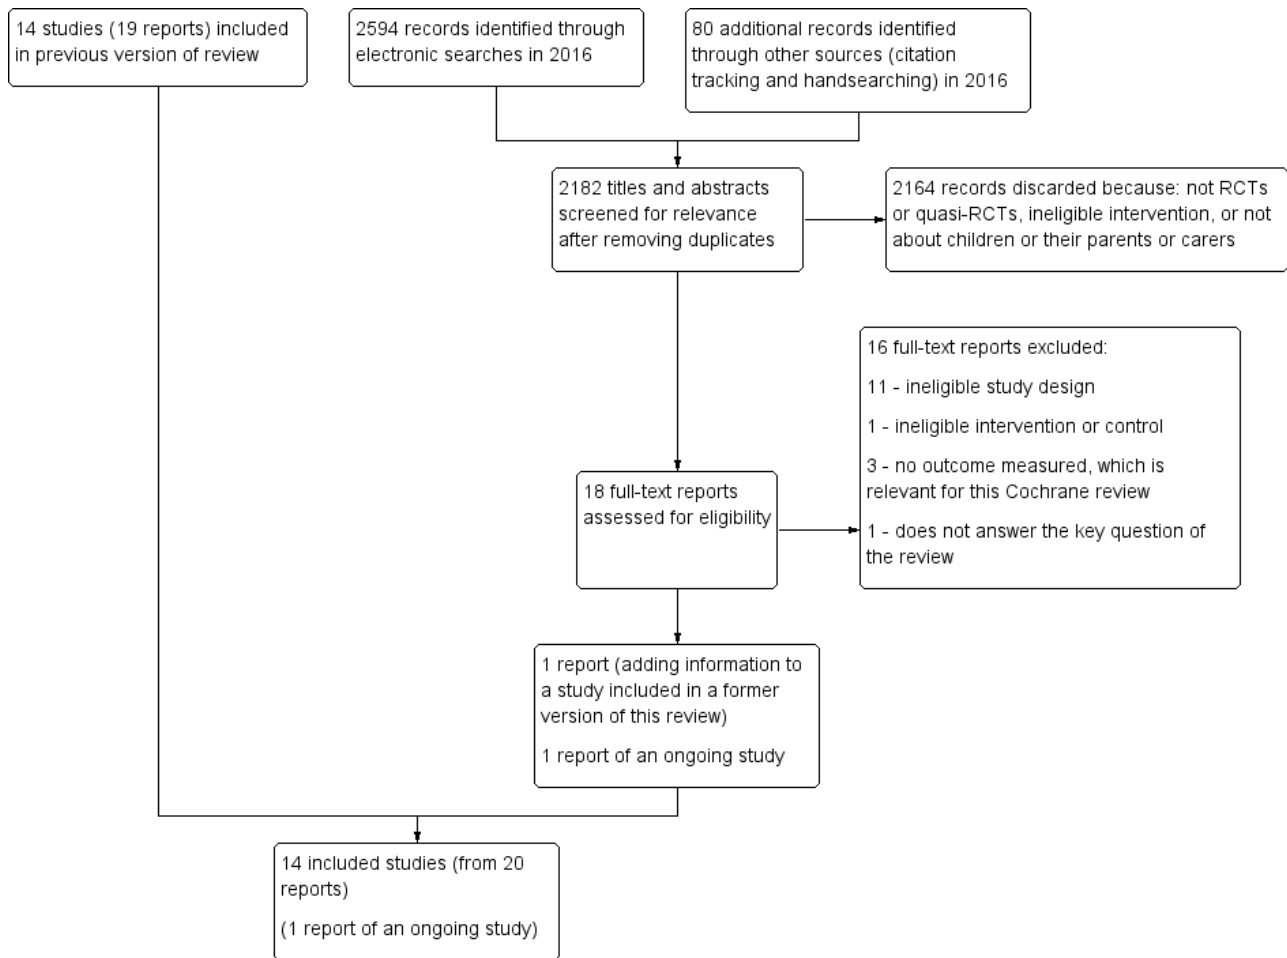 14 studies (19 reports) included
in previous version of review
2594 records identified through
electronic searches in 2016
80 additional records identified
through other sources (citation
tracking and handsearching) in 2016
2182 titles and abstracts
screened for relevance
after removing duplicates
2164 records discarded because: not RCTs
or quasi-RCTs, ineligible intervention, or not
about children or their parents or carers
16 full-text reports excluded:
11 - ineligible study design
1 - ineligible intervention or control
3 - no outcome measured, which is
relevant for this Cochrane review
1 - does not answer the key question of
the review
18 full-text reports
assessed for eligibility
1 report (adding information to
a study included in a former
version of this review)
1 report of an ongoing study
14 included studies (from 20
reports)
(1 report of an ongoing study)